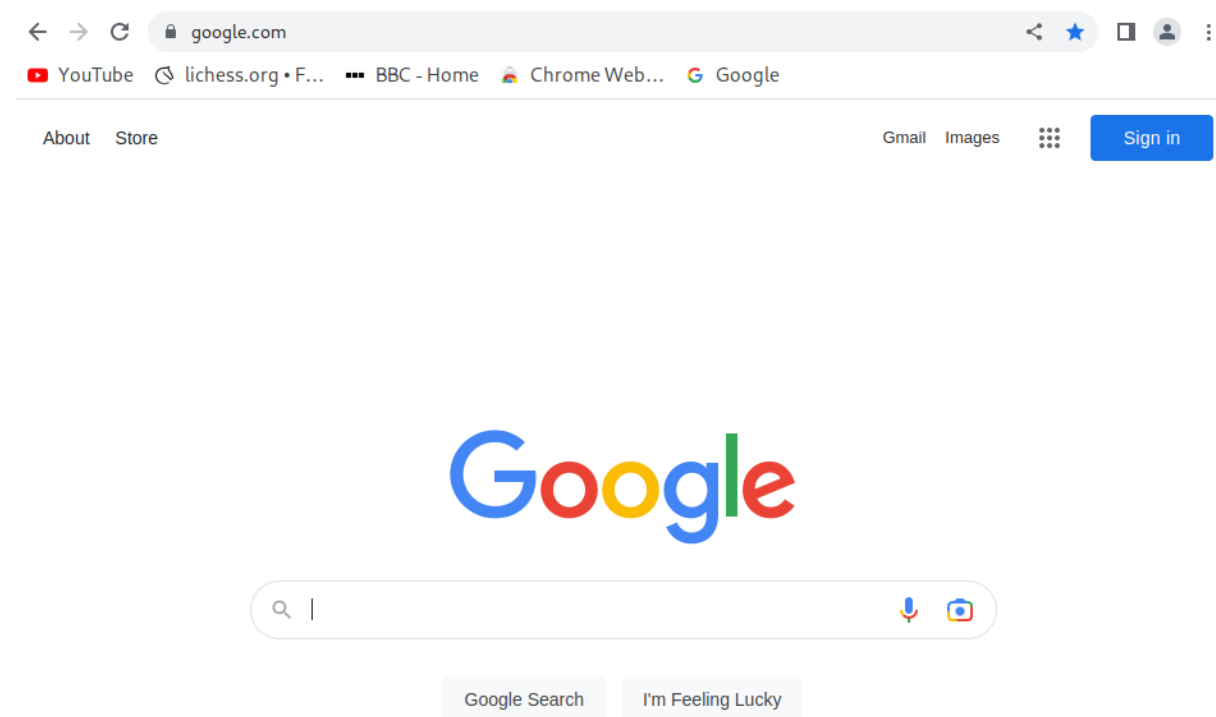 google.com
YouTube lichess.org • F... BBC - Home Chrome Web... Google
About Store Gmail Images Sign in
Google
Google Search I'm Feeling Lucky